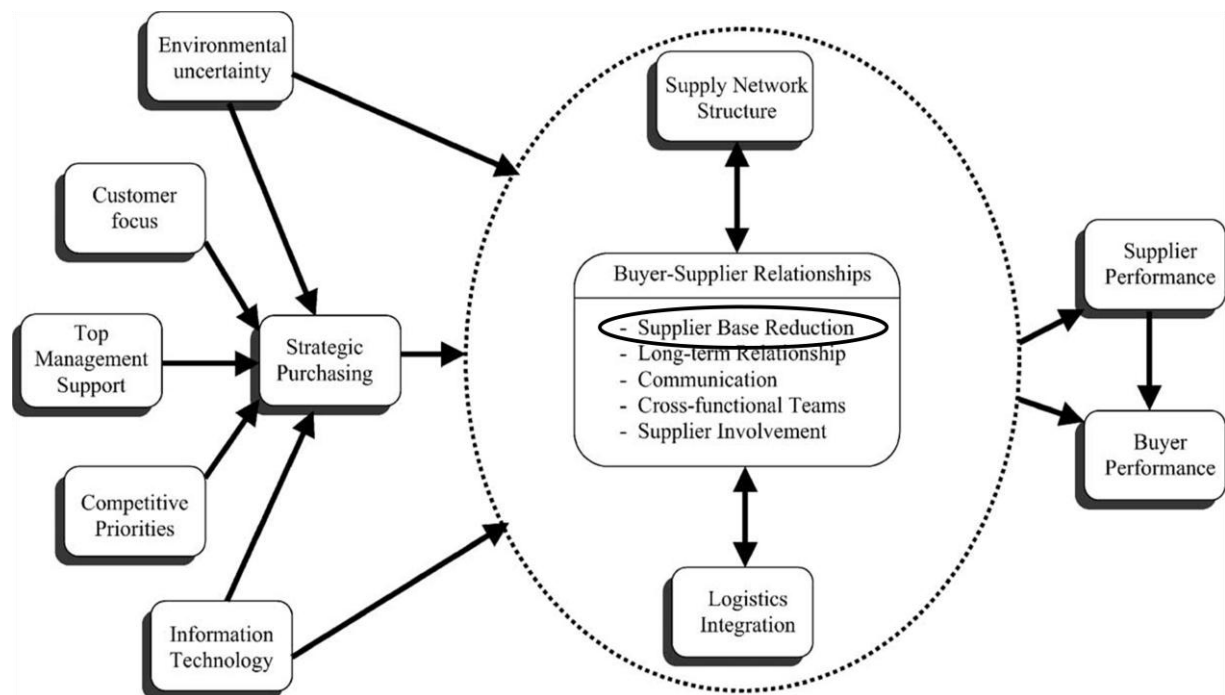 Environmental
uncertainty
Customer
focus
Top
Management
Support
Competitive
Priorities
Information
Technology
Strategic
Purchasing
Supply Network
Structure
Buyer-Supplier Relationships
- Supplier Base Reduction
- Long-term Relationship
- Communication
- Cross-functional Teams
- Supplier Involvement
Logistics
Integration
Supplier
Performance
Buyer
Performance